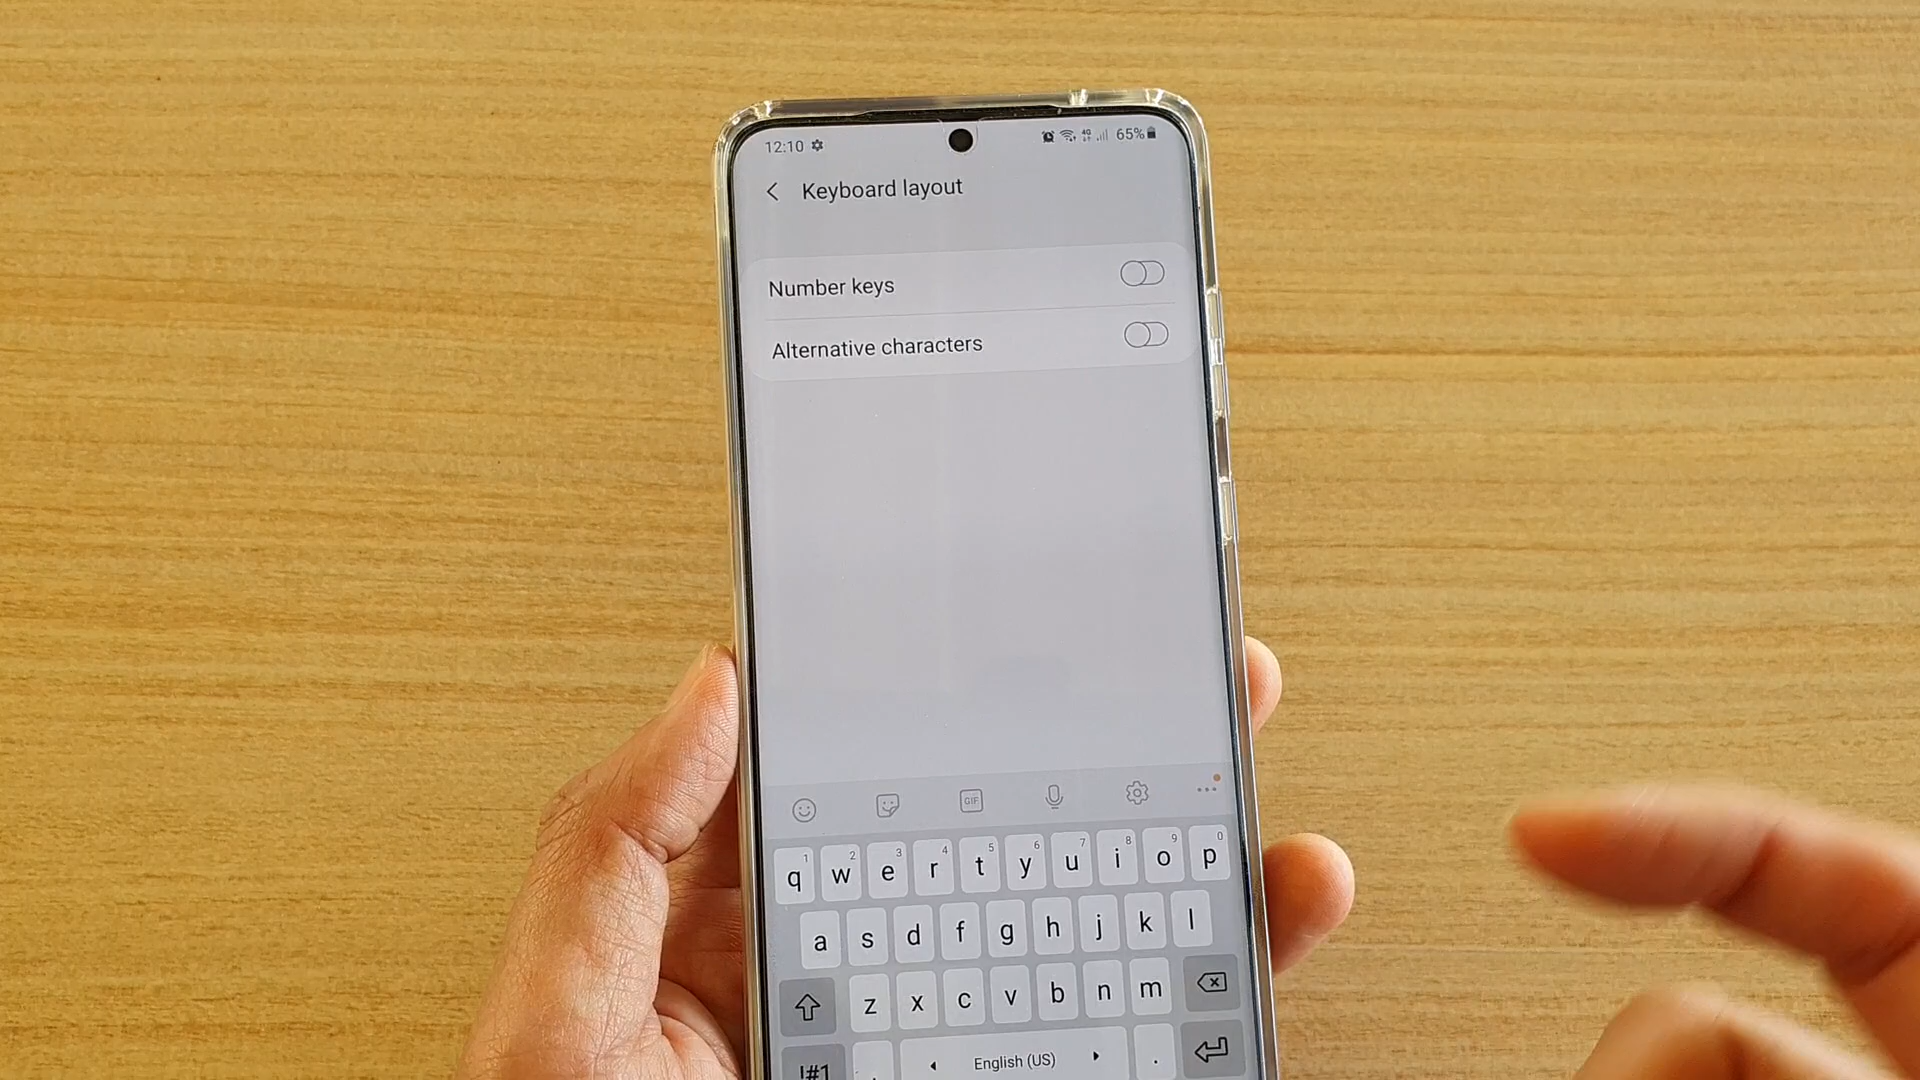 12:10 4G 65%
Keyboard layout
Number keys
Alternative characters
GIF
1 2 3 4 5 6 7 8 9 0
q w e r t y u i o p
a s d f g h j k l
z x c v b n m
!#1 , English (US) .